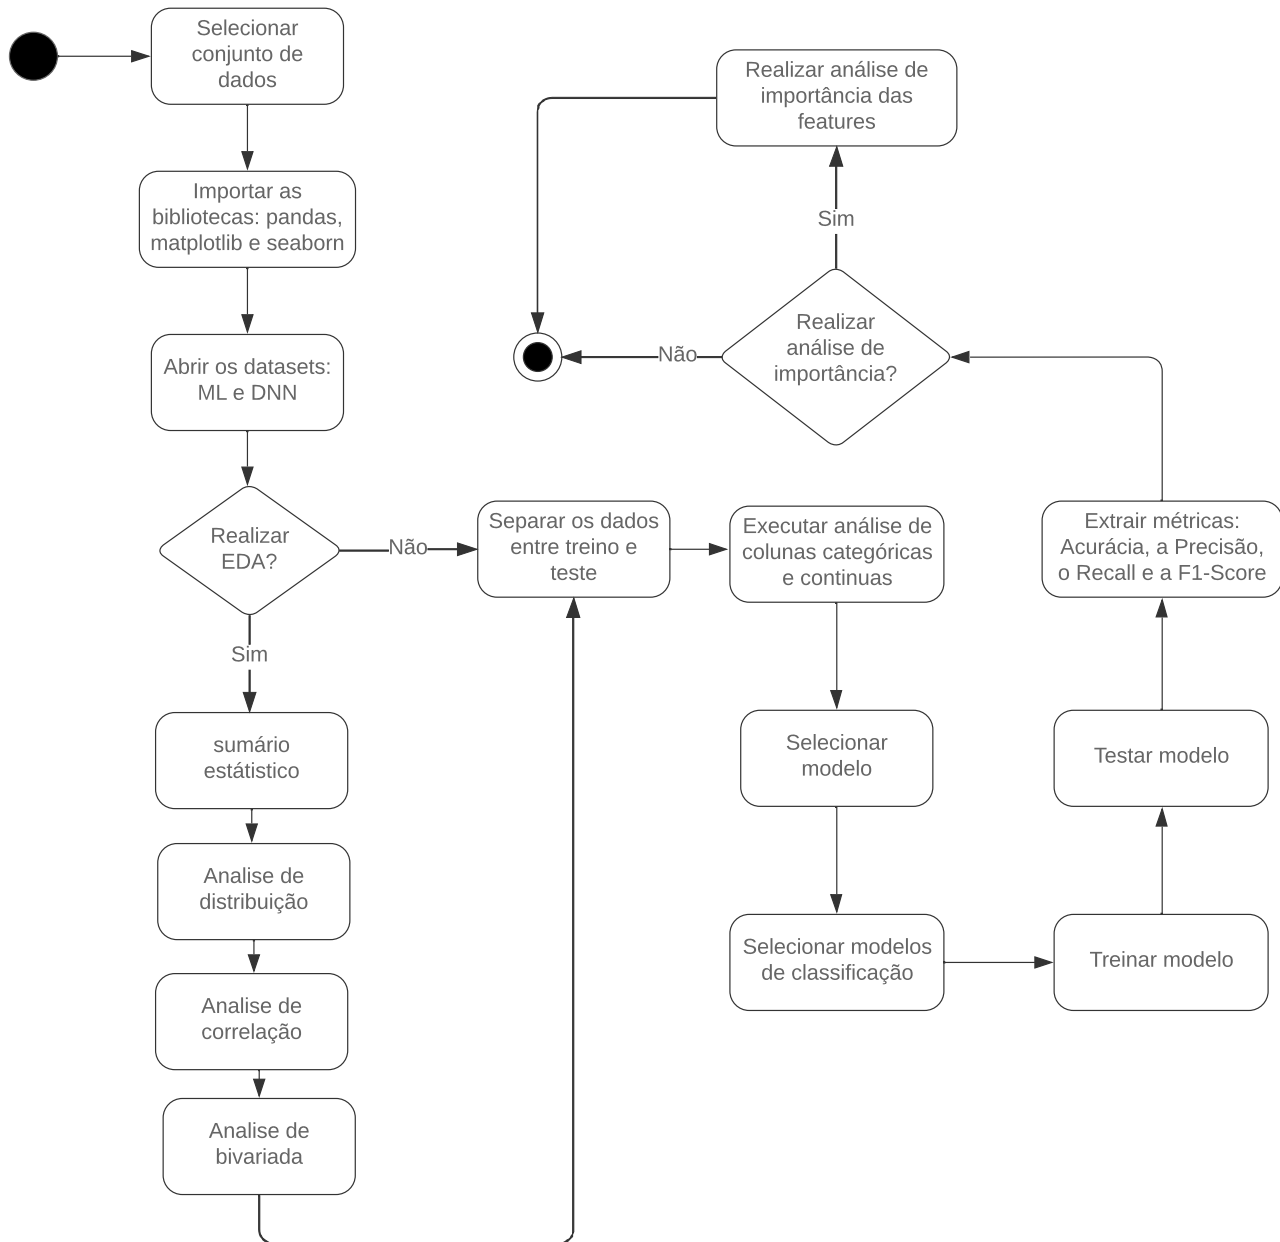 Selecionar
conjunto de
dados
Importar as
bibliotecas: pandas,
matplotlib e seaborn
Abrir os datasets:
ML e DNN
Realizar
EDA?
Não
Sim
sumário
estátistico
Analise de
distribuição
Analise de
correlação
Analise de
bivariada
Separar os dados
entre treino e
teste
Executar análise de
colunas categóricas
e continuas
Selecionar
modelo
Selecionar modelos
de classificação
Treinar modelo
Testar modelo
Extrair métricas:
Acurácia, a Precisão,
o Recall e a F1-Score
Realizar
análise de
importância?
Não
Sim
Realizar análise de
importância das
features